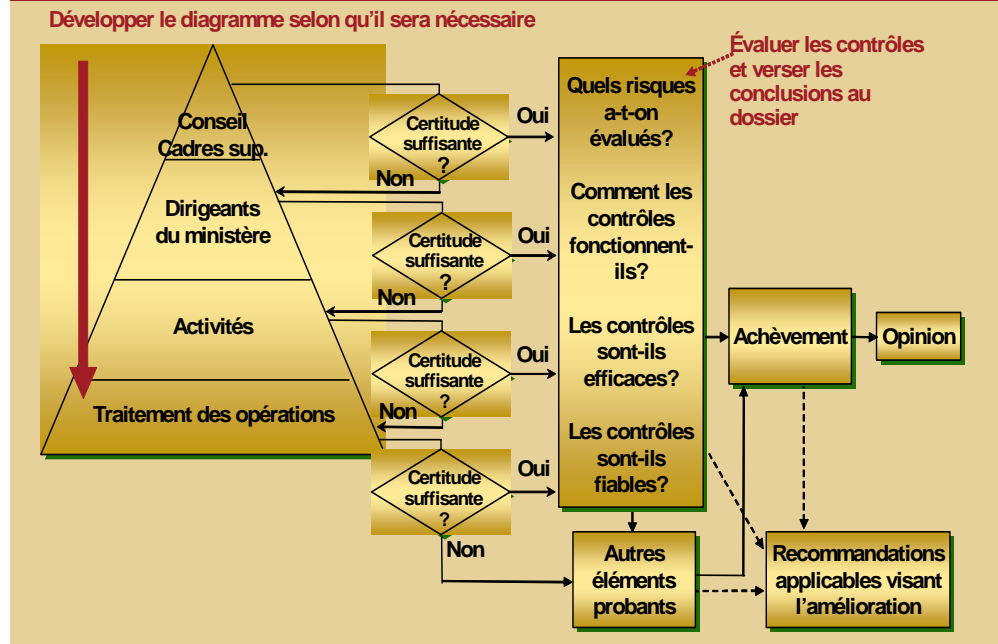 Développer le diagramme selon qu'il sera nécessaire
Évaluer les contrôles
et verser les
conclusions au
dossier
Conseil
Cadres sup.
Dirigeants
du ministère
Activités
Traitement des opérations
Certitude
suffisante
?
Oui
Non
Certitude
suffisante
?
Oui
Non
Certitude
suffisante
?
Oui
Non
Certitude
suffisante
?
Oui
Non
Quels risques
a-t-on
évalués?
Comment les
contrôles
fonctionnent-
ils?
Les contrôles
sont-ils
efficaces?
Les contrôles
sont-ils
fiables?
Achèvement
Opinion
Autres
éléments
probants
Recommandations
applicables visant
l'amélioration